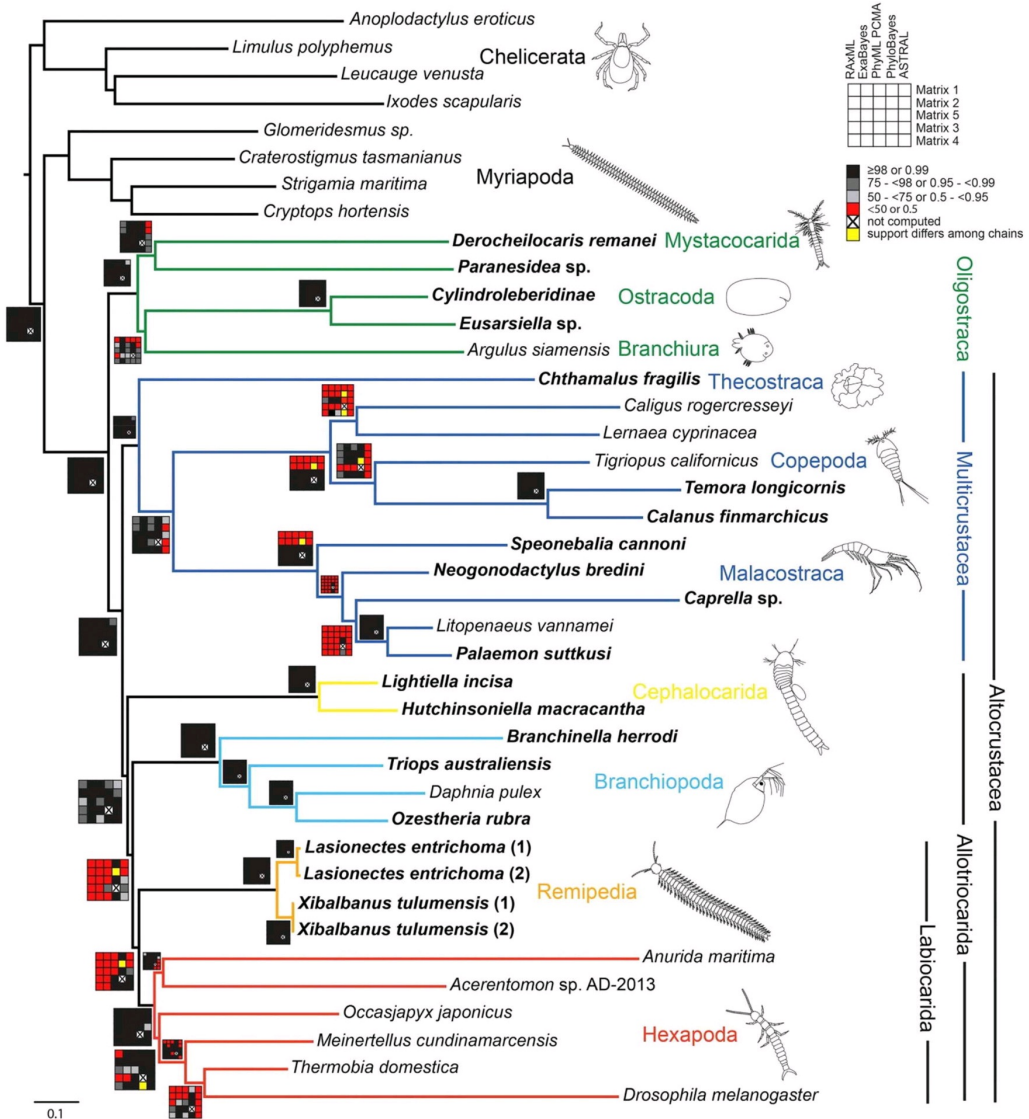 Anoplodactylus eroticus
Limulus polyphemus
Chelicerata
Leucauge venusta
Ixodes scapularis
Glomeridesmus sp.
Craterostigmus tasmanianus
Myriapoda
Strigamia maritima
Cryptops hortensis
Derocheilocaris remanei Mystacocarida
Paranesidea sp.
Cylindroleberidinae
Ostracoda
Eusarsiella sp.
Argulus siamensis Branchiura
Chthamalus fragilis Thecostraca
Caligus rogercresseyi
Lernaea cyprinacea
Tigriopus californicus Copepoda
Temora longicornis
Calanus finmarchicus
Speonebalia cannoni
Neogonodactylus bredini Malacostraca
Caprella sp.
Litopenaeus vannamei
Palaemon suttkusi
Lightiella incisa
Cephalocarida
Hutchinsoniella macracantha
Branchinella herrodi
Triops australiensis
Branchiopoda
Daphnia pulex
Ozestheria rubra
Lasionectes entrichoma (1)
Lasionectes entrichoma (2)
Remipedia
Xibalbanus tulumensis (1)
Xibalbanus tulumensis (2)
Anurida maritima
Acerentomon sp. AD-2013
Occasjapyx japonicus
Hexapoda
Meinertellus cundinamarcensis
Thermobia domestica
Drosophila melanogaster
0.1
RAxML
ExaBayes
PhyML PCMA
PhyloBayes
ASTRAL
Matrix 1
Matrix 2
Matrix 5
Matrix 3
Matrix 4
≥98 or 0.99
75 - <98 or 0.95 - <0.99
50 - <75 or 0.5 - <0.95
<50 or 0.5
not computed
support differs among chains
Oligostraca
Multicrustacea
Altocrustacea
Allotriocarida
Labiocarida